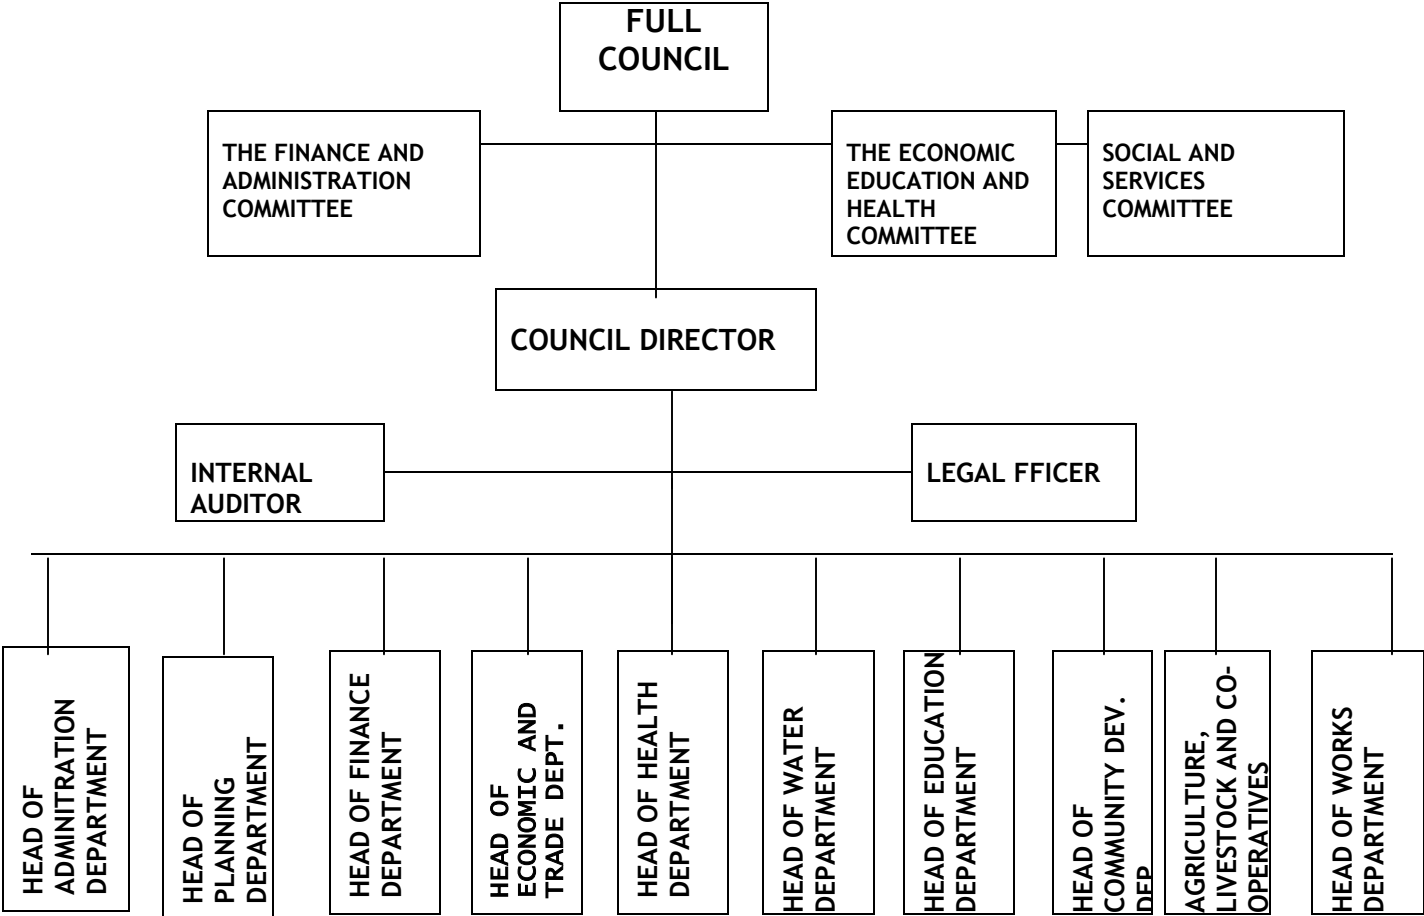 FULL
COUNCIL
THE FINANCE AND
ADMINISTRATION
COMMITTEE
THE ECONOMIC
EDUCATION AND
HEALTH
COMMITTEE
SOCIAL AND
SERVICES
COMMITTEE
COUNCIL DIRECTOR
INTERNAL
AUDITOR
LEGAL FFICER
HEAD OF
ADMINITRATION
DEPARTMENT
HEAD OF
PLANNING
DEPARTMENT
HEAD OF FINANCE
DEPARTMENT
HEAD OF
ECONOMIC AND
TRADE DEPT.
HEAD OF HEALTH
DEPARTMENT
HEAD OF WATER
DEPARTMENT
HEAD OF EDUCATION
DEPARTMENT
HEAD OF
COMMUNITY DEV.
DEP
AGRICULTURE,
LIVESTOCK AND CO-
OPERATIVES
HEAD OF WORKS
DEPARTMENT